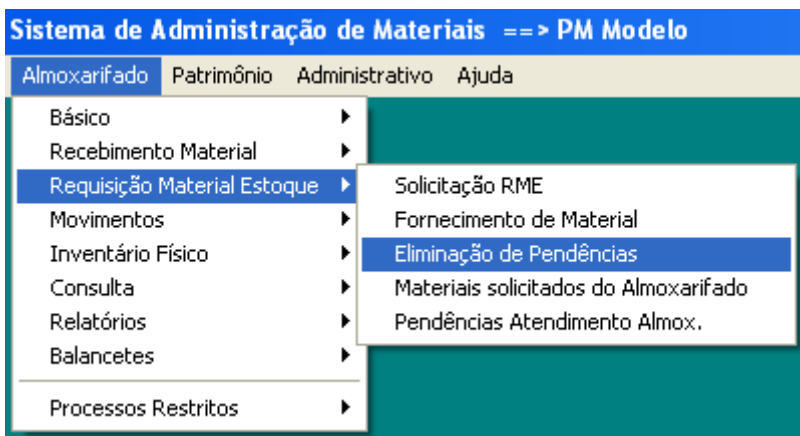 Sistema de Administração de Materiais ==> PM Modelo
Almoxarifado Patrimônio Administrativo Ajuda
Básico
Recebimento Material
Requisição Material Estoque
Movimentos
Inventário Físico
Consulta
Relatórios
Balancetes
Processos Restritos
Solicitação RME
Fornecimento de Material
Eliminação de Pendências
Materiais solicitados do Almoxarifado
Pendências Atendimento Almox.